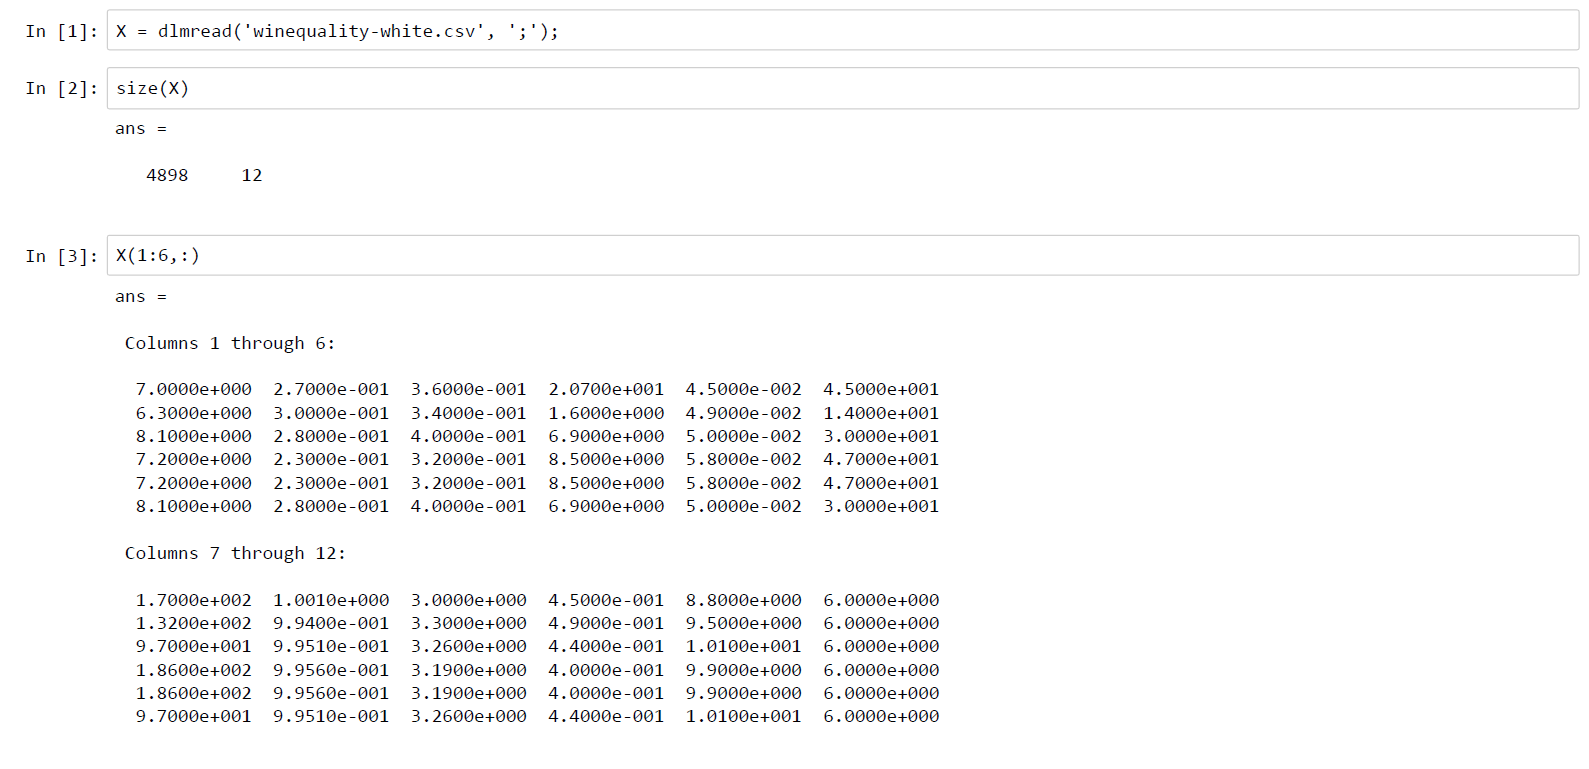 In [1]: X = dlmread('winequality-white.csv', ';');
In [2]: size(X)
ans =
4898 12
In [3]: X(1:6,:)
ans =
Columns 1 through 6:
7.0000e+000 2.7000e-001 3.6000e-001 2.0700e+001 4.5000e-002 4.5000e+001
6.3000e+000 3.0000e-001 3.4000e-001 1.6000e+000 4.9000e-002 1.4000e+001
8.1000e+000 2.8000e-001 4.0000e-001 6.9000e+000 5.0000e-002 3.0000e+001
7.2000e+000 2.3000e-001 3.2000e-001 8.5000e+000 5.8000e-002 4.7000e+001
7.2000e+000 2.3000e-001 3.2000e-001 8.5000e+000 5.8000e-002 4.7000e+001
8.1000e+000 2.8000e-001 4.0000e-001 6.9000e+000 5.0000e-002 3.0000e+001
Columns 7 through 12:
1.7000e+002 1.0010e+000 3.0000e+000 4.5000e-001 8.8000e+000 6.0000e+000
1.3200e+002 9.9400e-001 3.3000e+000 4.9000e-001 9.5000e+000 6.0000e+000
9.7000e+001 9.9510e-001 3.2600e+000 4.4000e-001 1.0100e+001 6.0000e+000
1.8600e+002 9.9560e-001 3.1900e+000 4.0000e-001 9.9000e+000 6.0000e+000
1.8600e+002 9.9560e-001 3.1900e+000 4.0000e-001 9.9000e+000 6.0000e+000
9.7000e+001 9.9510e-001 3.2600e+000 4.4000e-001 1.0100e+001 6.0000e+000